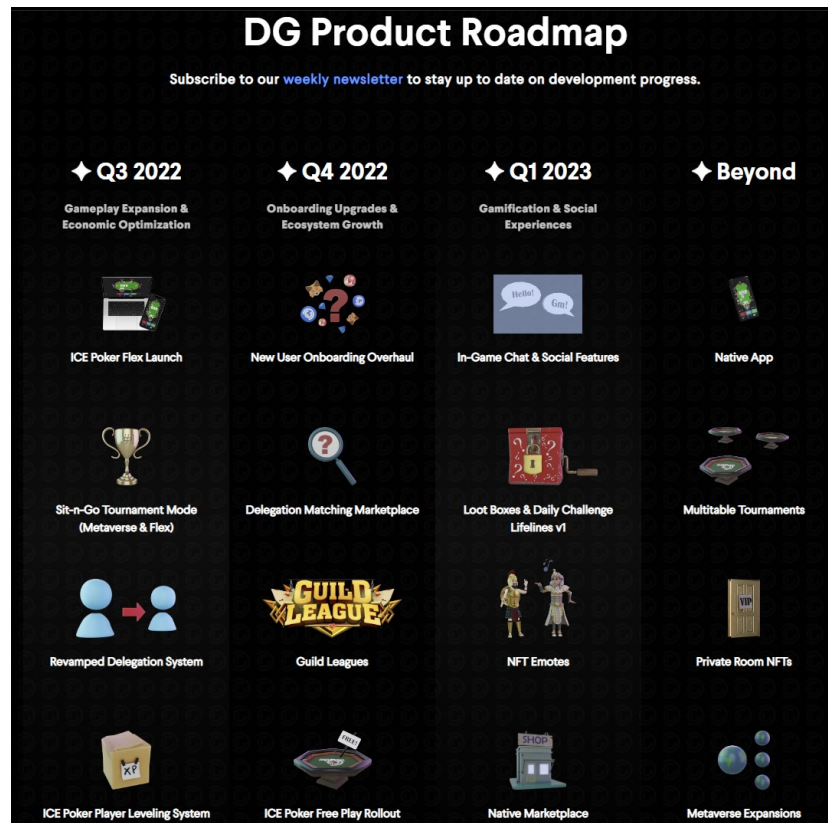 DG Product Roadmap
Subscribe to our weekly newsletter to stay up to date on development progress.
Q3 2022
Gameplay Expansion &
Economic Optimization
ICE Poker Flex Launch
Sit-n-Go Tournament Mode
(Metaverse & Flex)
Revamped Delegation System
XP
ICE Poker Player Leveling System
Q4 2022
Onboarding Upgrades &
Ecosystem Growth
?
New User Onboarding Overhaul
?
Delegation Matching Marketplace
GUILD
LEAGUE
Guild Leagues
FREE!
ICE Poker Free Play Rollout
Q1 2023
Gamification & Social
Experiences
Hello!
Gm!
In-Game Chat & Social Features
Loot Boxes & Daily Challenge
Lifelines v1
NFT Emotes
SHOP
Native Marketplace
Beyond
Native App
Multitable Tournaments
VIP
Private Room NFTs
Metaverse Expansions